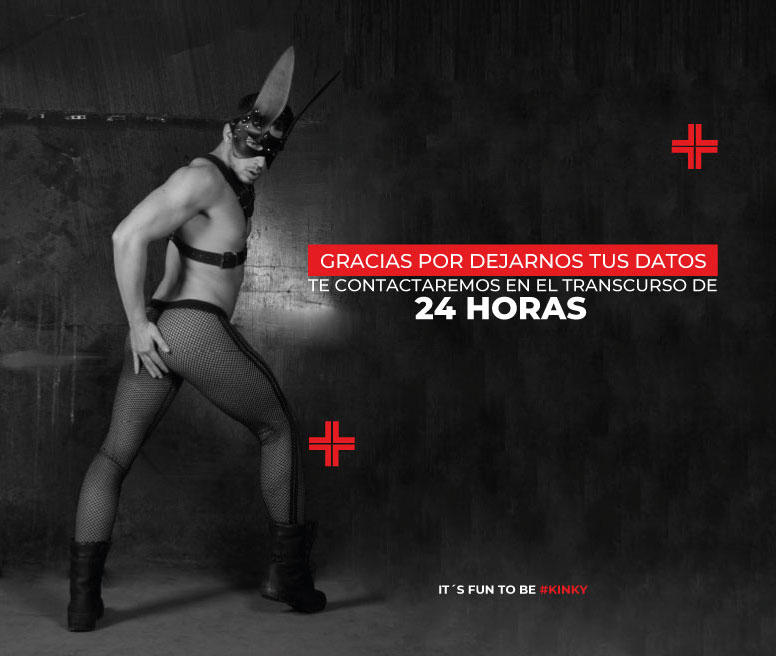 GRACIAS POR DEJARNOS TUS DATOS
TE CONTACTAREMOS EN EL TRANSCURSO DE
24 HORAS
IT´S FUN TO BE #KINKY